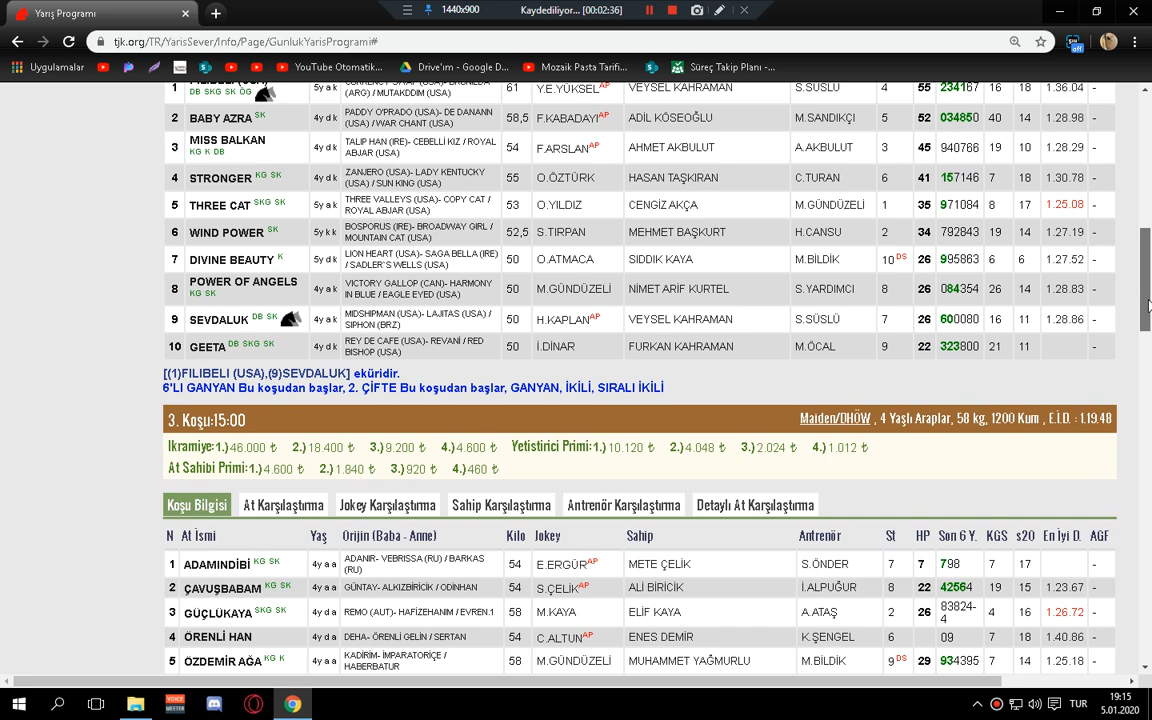 Yarış Programı
1440x900
Kaydediliyor... [00:02:36]
tjk.org/TR/YarisSever/Info/Page/GunlukYarisProgrami#
Uygulamalar YouTube Otomatik... Drive'ım - Google D... Mozaik Pasta Tarifi... Süreç Takip Planı -...
1 DB SKG SK ÖG 5y a k (ARG) / MUTAKDDIM (USA) 61 Y.E.YÜKSEL AP VEYSEL KAHRAMAN S.SÜSLÜ 4 55 234167 16 18 1.36.04 -
2 BABY AZRA SK 4y d k PADDY O'PRADO (USA)- DE DANANN (USA) / WAR CHANT (USA) 58,5 F.KABADAYI AP ADİL KÖSEOĞLU M.SANDIKÇI 5 52 034850 40 14 1.28.98 -
3 MISS BALKAN KG K DB 4y d k TALIP HAN (IRE)- CEBELLİ KIZ / ROYAL ABJAR (USA) 54 F.ARSLAN AP AHMET AKBULUT A.AKBULUT 3 45 940766 19 10 1.28.29 -
4 STRONGER KG SK 4y d k ZANJERO (USA)- LADY KENTUCKY (USA) / SUN KING (USA) 55 O.ÖZTÜRK HASAN TAŞKIRAN C.TURAN 6 41 157146 7 18 1.30.78 -
5 THREE CAT SKG SK 5y a k THREE VALLEYS (USA)- COPY CAT / ROYAL ABJAR (USA) 53 O.YILDIZ CENGİZ AKÇA M.GÜNDÜZELİ 1 35 971084 8 17 1.25.08 -
6 WIND POWER SK 5y k k BOSPORUS (IRE)- BROADWAY GIRL / MOUNTAIN CAT (USA) 52,5 S.TIRPAN MEHMET BAŞKURT H.CANSU 2 34 792843 19 14 1.27.19 -
7 DIVINE BEAUTY K 5y d k LION HEART (USA)- SAGA BELLA (IRE) / SADLER'S WELLS (USA) 50 O.ATMACA SIDDIK KAYA M.BİLDİK 10 DS 26 995863 6 6 1.27.52 -
8 POWER OF ANGELS KG SK 4y a k VICTORY GALLOP (CAN)- HARMONY IN BLUE / EAGLE EYED (USA) 50 M.GÜNDÜZELİ NİMET ARİF KURTEL S.YARDIMCI 8 26 084354 26 14 1.28.83 -
9 SEVDALUK DB SK 4y a k MIDSHIPMAN (USA)- LAJITAS (USA) / SIPHON (BRZ) 50 H.KAPLAN AP VEYSEL KAHRAMAN S.SÜSLÜ 7 26 600080 16 11 1.28.86 -
10 GEETA DB SKG SK 4y d k REY DE CAFE (USA)- REVANİ / RED BISHOP (USA) 50 İ.DİNAR FURKAN KAHRAMAN M.ÖCAL 9 22 323800 21 11 -
[(1)FILIBELI (USA),(9)SEVDALUK] eküridir.
6'LI GANYAN Bu koşudan başlar, 2. ÇİFTE Bu koşudan başlar, GANYAN, İKİLİ, SIRALI İKİLİ
3. Koşu:15:00 Maiden/DHÖW , 4 Yaşlı Araplar, 58 kg, 1200 Kum , E.İ.D. : 1.19.48
Ikramiye:1.)46.000 ₺ 2.)18.400 ₺ 3.)9.200 ₺ 4.)4.600 ₺ Yetistirici Primi:1.)10.120 ₺ 2.)4.048 ₺ 3.)2.024 ₺ 4.)1.012 ₺
At Sahibi Primi:1.)4.600 ₺ 2.)1.840 ₺ 3.)920 ₺ 4.)460 ₺
Koşu Bilgisi At Karşılaştırma Jokey Karşılaştırma Sahip Karşılaştırma Antrenör Karşılaştırma Detaylı At Karşılaştırma
N At İsmi Yaş Orijin (Baba - Anne) Kilo Jokey Sahip Antrenör St HP Son 6 Y. KGS s20 En İyi D. AGF
1 ADAMINDİBİ KG SK 4y a a ADANIR- VEBRISSA (RU) / BARKAS (RU) 54 E.ERGÜR AP METE ÇELİK S.ÖNDER 7 7 798 7 17 -
2 ÇAVUŞBABAM KG SK 4y a a GÜNTAY- ALKIZBİRİCİK / ODİNHAN 54 S.ÇELİK AP ALİ BİRİCİK İ.ALPUĞUR 8 22 42564 19 15 1.23.67 -
3 GÜÇLÜKAYA SKG SK 4y d a REMO (AUT)- HAFİZEHANIM / EVREN.1 58 M.KAYA ELİF KAYA A.ATAŞ 2 26 83824-4 4 16 1.26.72 -
4 ÖRENLİ HAN 4y d a DEHA- ÖRENLİ GELİN / SERTAN 54 C.ALTUN AP ENES DEMİR K.ŞENGEL 6 09 7 18 1.40.86 -
5 ÖZDEMİR AĞA KG K 4y a a KADİRİM- İMPARATORİÇE / HABERBATUR 58 M.GÜNDÜZELİ MUHAMMET YAĞMURLU M.BİLDİK 9 DS 29 934395 7 14 1.25.18 -
TUR
19:15
5.01.2020